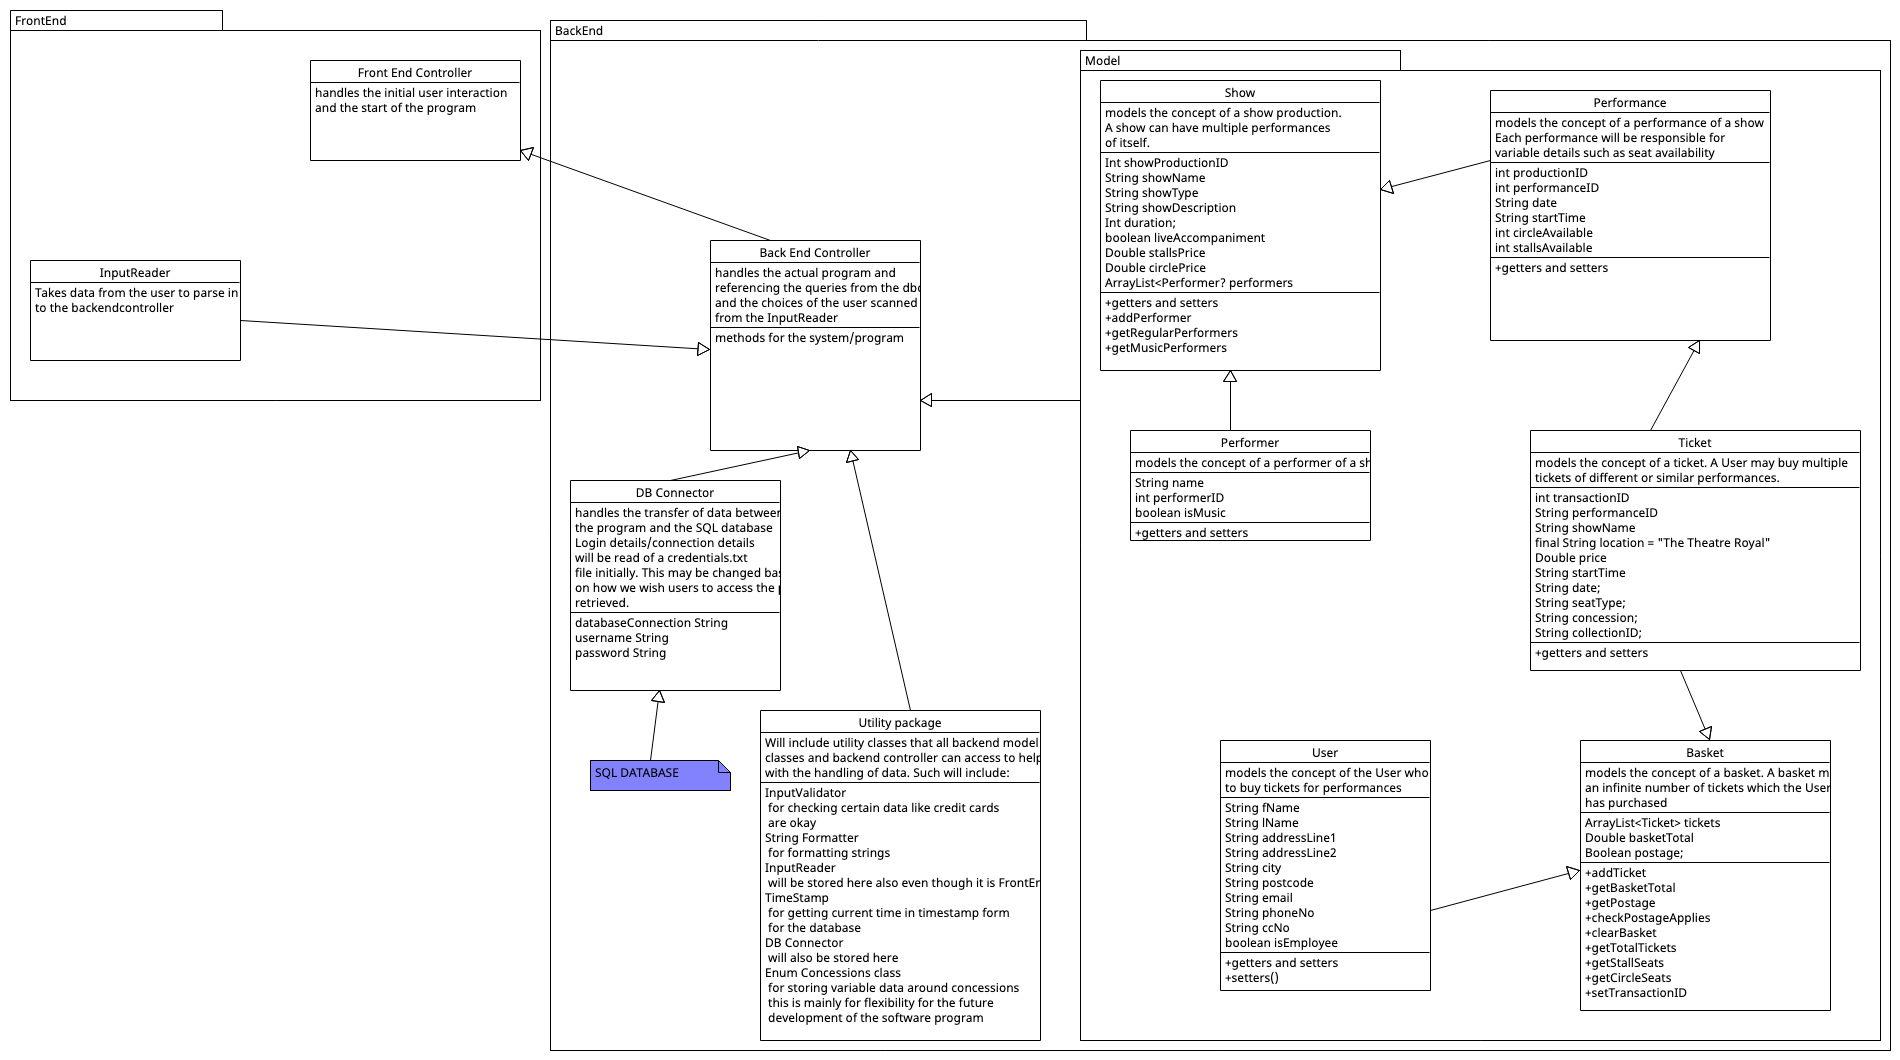 FrontEnd
Front End Controller
handles the initial user interaction
and the start of the program
InputReader
Takes data from the user to parse in
to the backendcontroller
BackEnd
Back End Controller
handles the actual program and
referencing the queries from the
and the choices of the user scanned
from the InputReader
methods for the system/program
DB Connector
handles the transfer of data between
the program and the SQL database
Login details/connection details
will be read of a credentials.txt
file initially. This may be changed
on how we wish users to access the
retrieved.
databaseConnection String
username String
password String
SQL DATABASE
Utility package
Will include utility classes that all backend model
classes and backend controller can access to help
with the handling of data. Such will include:
InputValidator
for checking certain data like credit cards
are okay
String Formatter
for formatting strings
InputReader
will be stored here also even though it is
TimeStamp
for getting current time in timestamp form
for the database
DB Connector
will also be stored here
Enum Concessions class
for storing variable data around concessions
this is mainly for flexibility for the future
development of the software program
Model
Show
models the concept of a show production.
A show can have multiple performances
of itself.
Int showProductionID
String showName
String showType
String showDescription
Int duration;
boolean liveAccompaniment
Double stallsPrice
Double circlePrice
ArrayList<Performer? performers
+getters and setters
+addPerformer
+getRegularPerformers
+getMusicPerformers
Performance
models the concept of a performance of a show
Each performance will be responsible for
variable details such as seat availability
int productionID
int performanceID
String date
String startTime
int circleAvailable
int stallsAvailable
+getters and setters
Performer
models the concept of a performer of a
String name
int performerID
boolean isMusic
+getters and setters
Ticket
models the concept of a ticket. A User may buy multiple
tickets of different or similar performances.
int transactionID
String performanceID
String showName
final String location = "The Theatre Royal"
Double price
String startTime
String date;
String seatType;
String concession;
String collectionID;
+getters and setters
User
models the concept of the User who
to buy tickets for performances
String fName
String lName
String addressLine1
String addressLine2
String city
String postcode
String email
String phoneNo
String ccNo
boolean isEmployee
+getters and setters
+setters()
Basket
models the concept of a basket. A basket
an infinite number of tickets which the User
has purchased
ArrayList<Ticket> tickets
Double basketTotal
Boolean postage;
+addTicket
+getBasketTotal
+getPostage
+checkPostageApplies
+clearBasket
+getTotalTickets
+getStallSeats
+getCircleSeats
+setTransactionID